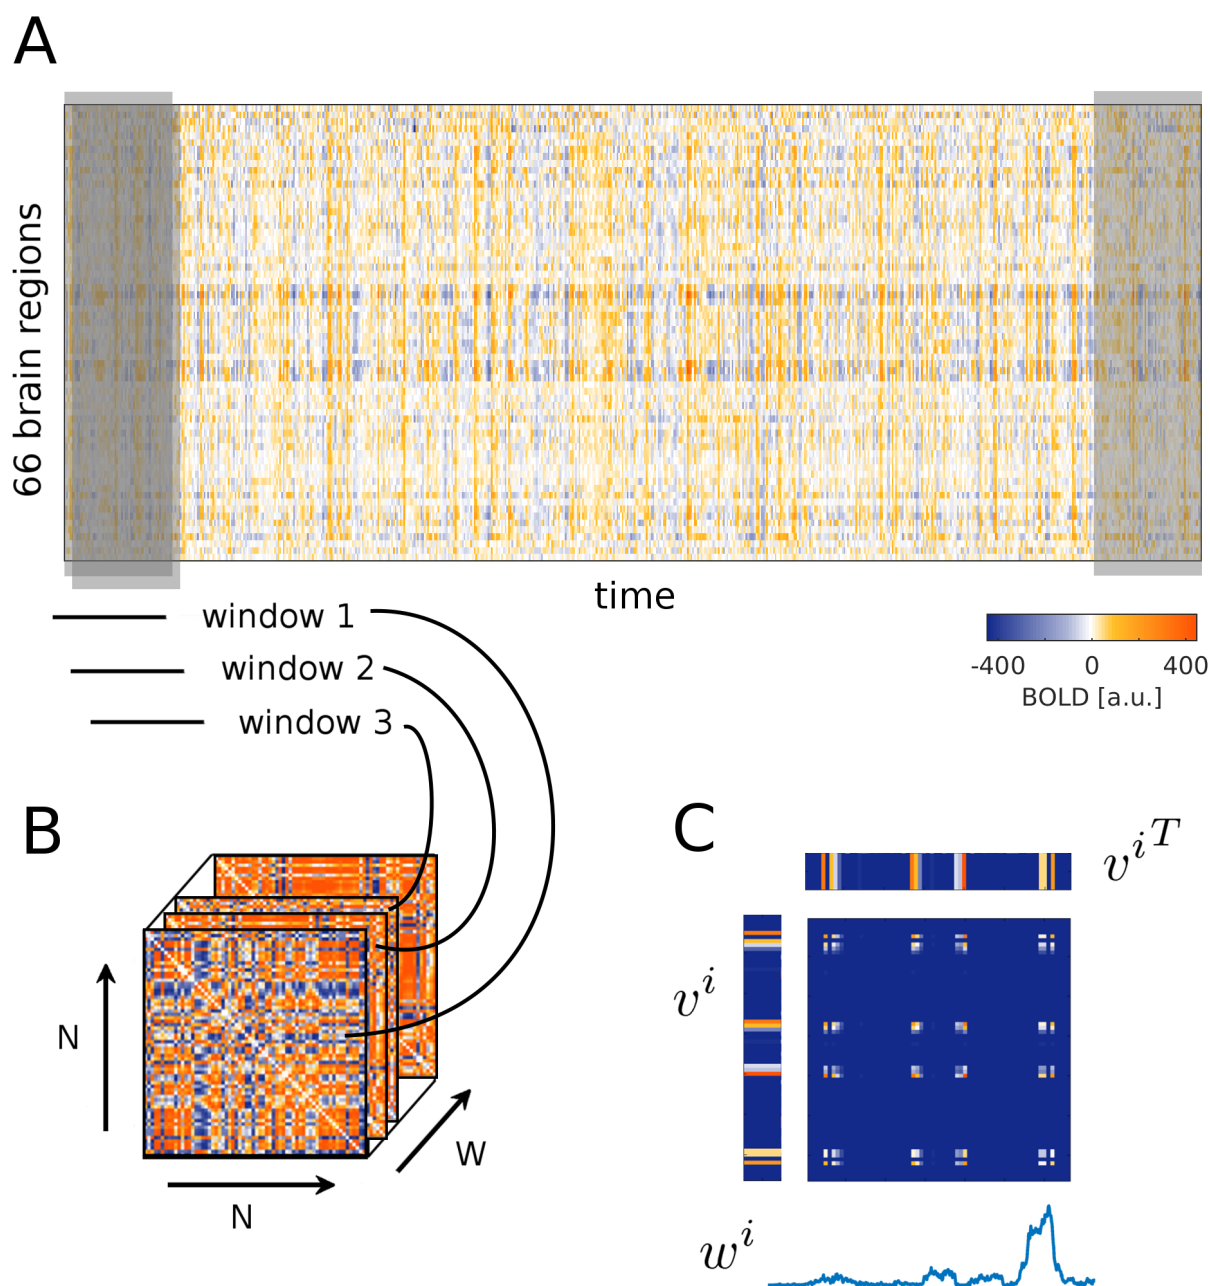 A
66 brain regions
time
window 1
window 2
window 3
-400 0 400
BOLD [a.u.]
B
N
N
W
C
v^{i^T}
v^i
w^i